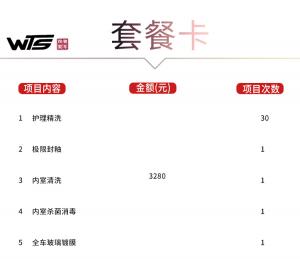 WTS
套餐卡
项目内容 金额(元) 项目次数
1 护理精洗 30
2 极限封釉 1
3 内室清洗 3280 1
4 内室杀菌消毒 1
5 全车玻璃镀膜 1